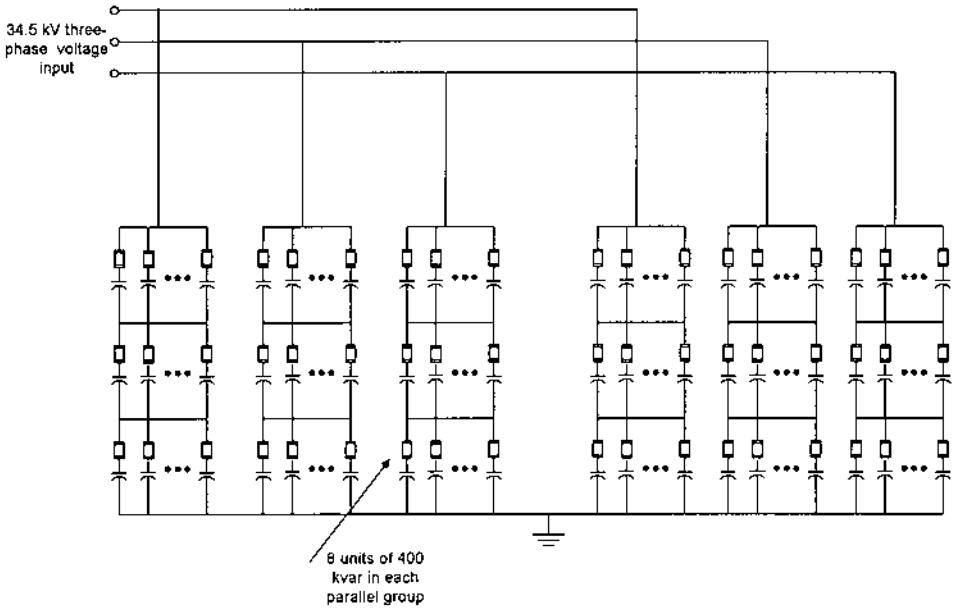 34.5 kV three-
phase voltage
input
8 units of 400
kvar in each
parallel group